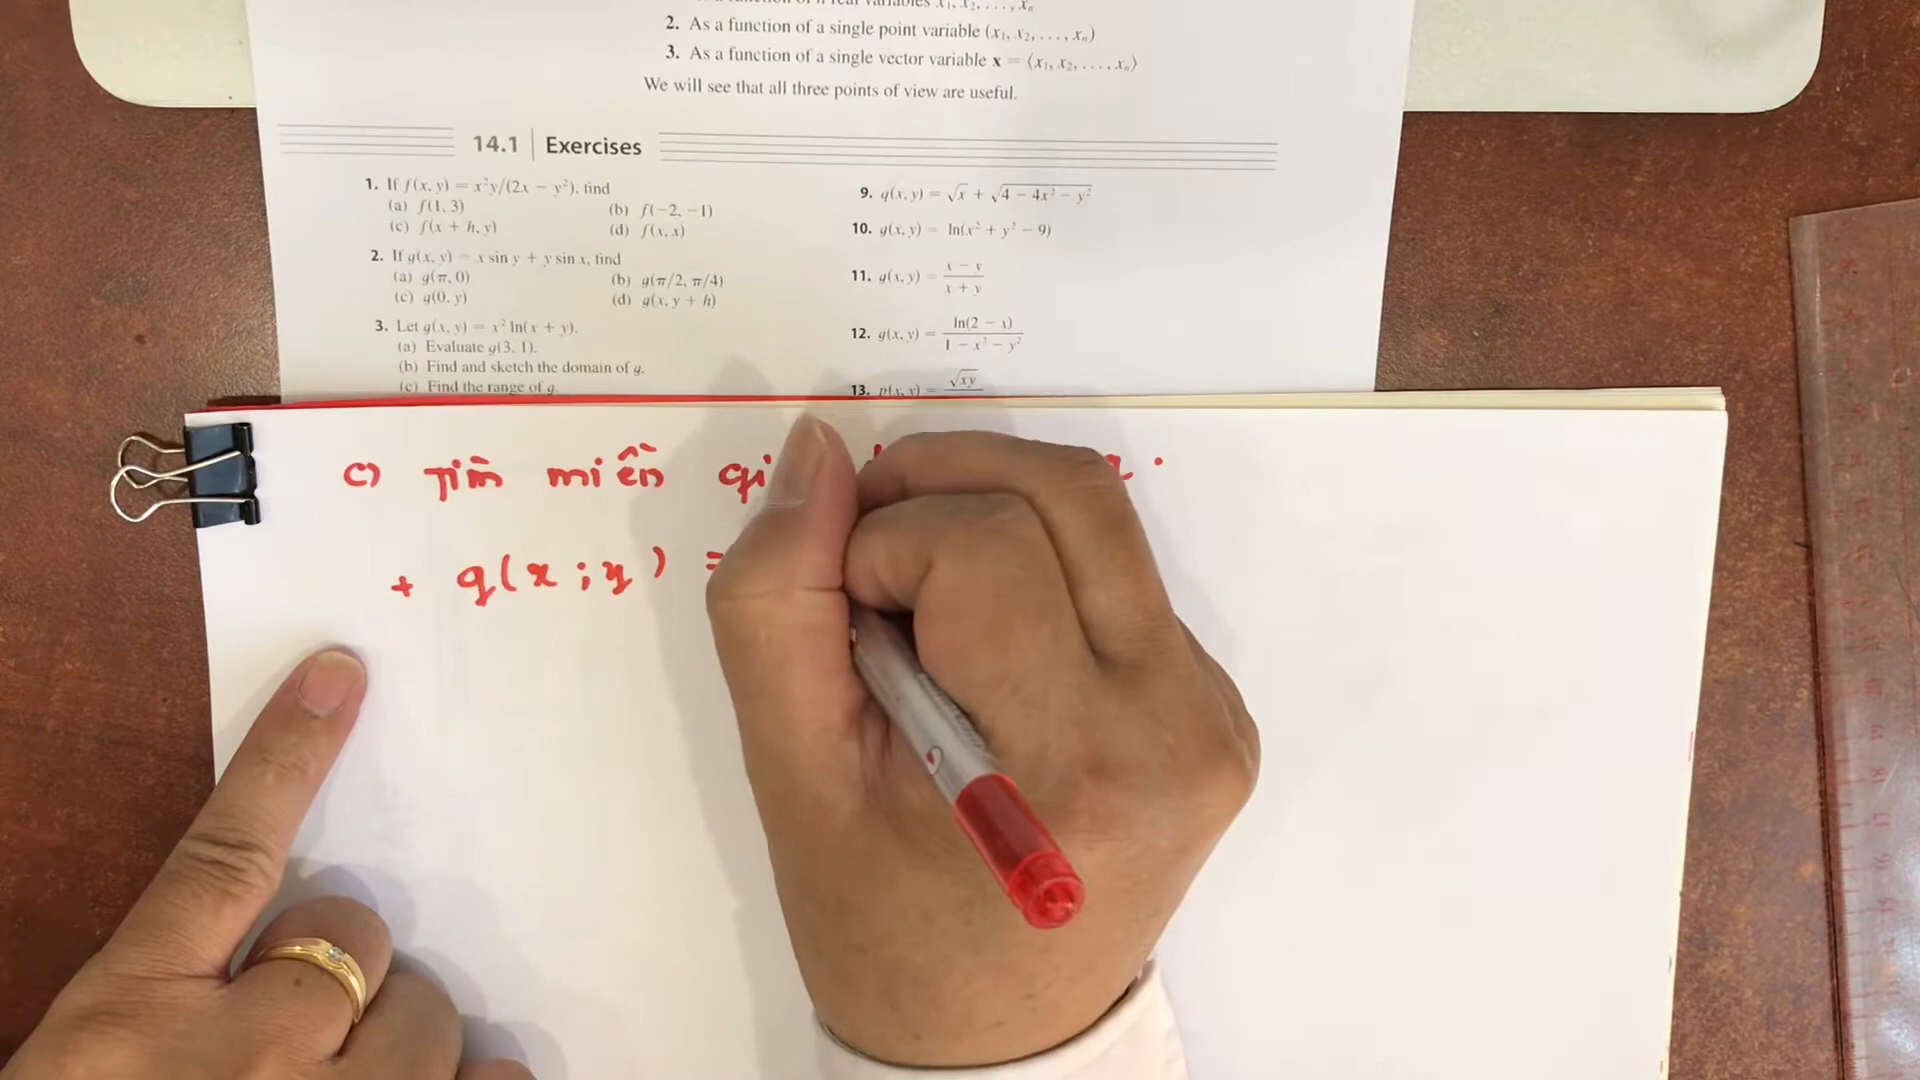 2. As a function of a single point variable (x₁, x₂, . . . , xₙ)
3. As a function of a single vector variable x = ⟨x₁, x₂, . . . , xₙ⟩
We will see that all three points of view are useful.
14.1 Exercises
1. If f(x, y) = x²y/(2x − y²), find
(a) f(1, 3)
(b) f(−2, −1)
(c) f(x + h, y)
(d) f(x, x)
2. If g(x, y) = x sin y + y sin x, find
(a) g(π, 0)
(b) g(π/2, π/4)
(c) g(0, y)
(d) g(x, y + h)
3. Let g(x, y) = x² ln(x + y).
(a) Evaluate g(3, 1).
(b) Find and sketch the domain of g.
(c) Find the range of g.
9. g(x, y) = √x + √(4 − 4x² − y²)
10. g(x, y) = ln(x² + y² − 9)
11. g(x, y) = (x − y)/(x + y)
12. g(x, y) = ln(2 − x)/(1 − x² − y²)
13. p(x, y) = √xy
c) Tìm miền gi
+ g(x ; y) =